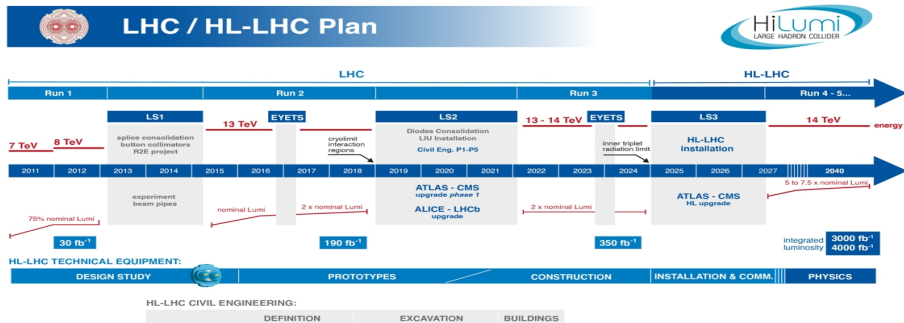 LHC / HL-LHC Plan
HiLumi
LARGE HADRON COLLIDER
LHC
HL-LHC
Run 1
Run 2
Run 3
Run 4 - 5...
LS1
EYETS
LS2
EYETS
LS3
7 TeV
8 TeV
13 TeV
13 - 14 TeV
14 TeV
energy
splice consolidation
button collimators
R2E project
cryolimit
interaction
regions
Diodes Consolidation
LIU Installation
Civil Eng. P1-P5
inner triplet
radiation limit
HL-LHC
installation
2011
2012
2013
2014
2015
2016
2017
2018
2019
2020
2021
2022
2023
2024
2025
2026
2027
2040
75% nominal Lumi
experiment
beam pipes
nominal Lumi
2 x nominal Lumi
ATLAS - CMS
upgrade phase 1
ALICE - LHCb
upgrade
2 x nominal Lumi
ATLAS - CMS
HL upgrade
5 to 7.5 x nominal Lumi
30 fb-1
190 fb-1
350 fb-1
integrated
luminosity
3000 fb-1
4000 fb-1
HL-LHC TECHNICAL EQUIPMENT:
DESIGN STUDY
PROTOTYPES
CONSTRUCTION
INSTALLATION & COMM.
PHYSICS
HL-LHC CIVIL ENGINEERING:
DEFINITION
EXCAVATION
BUILDINGS